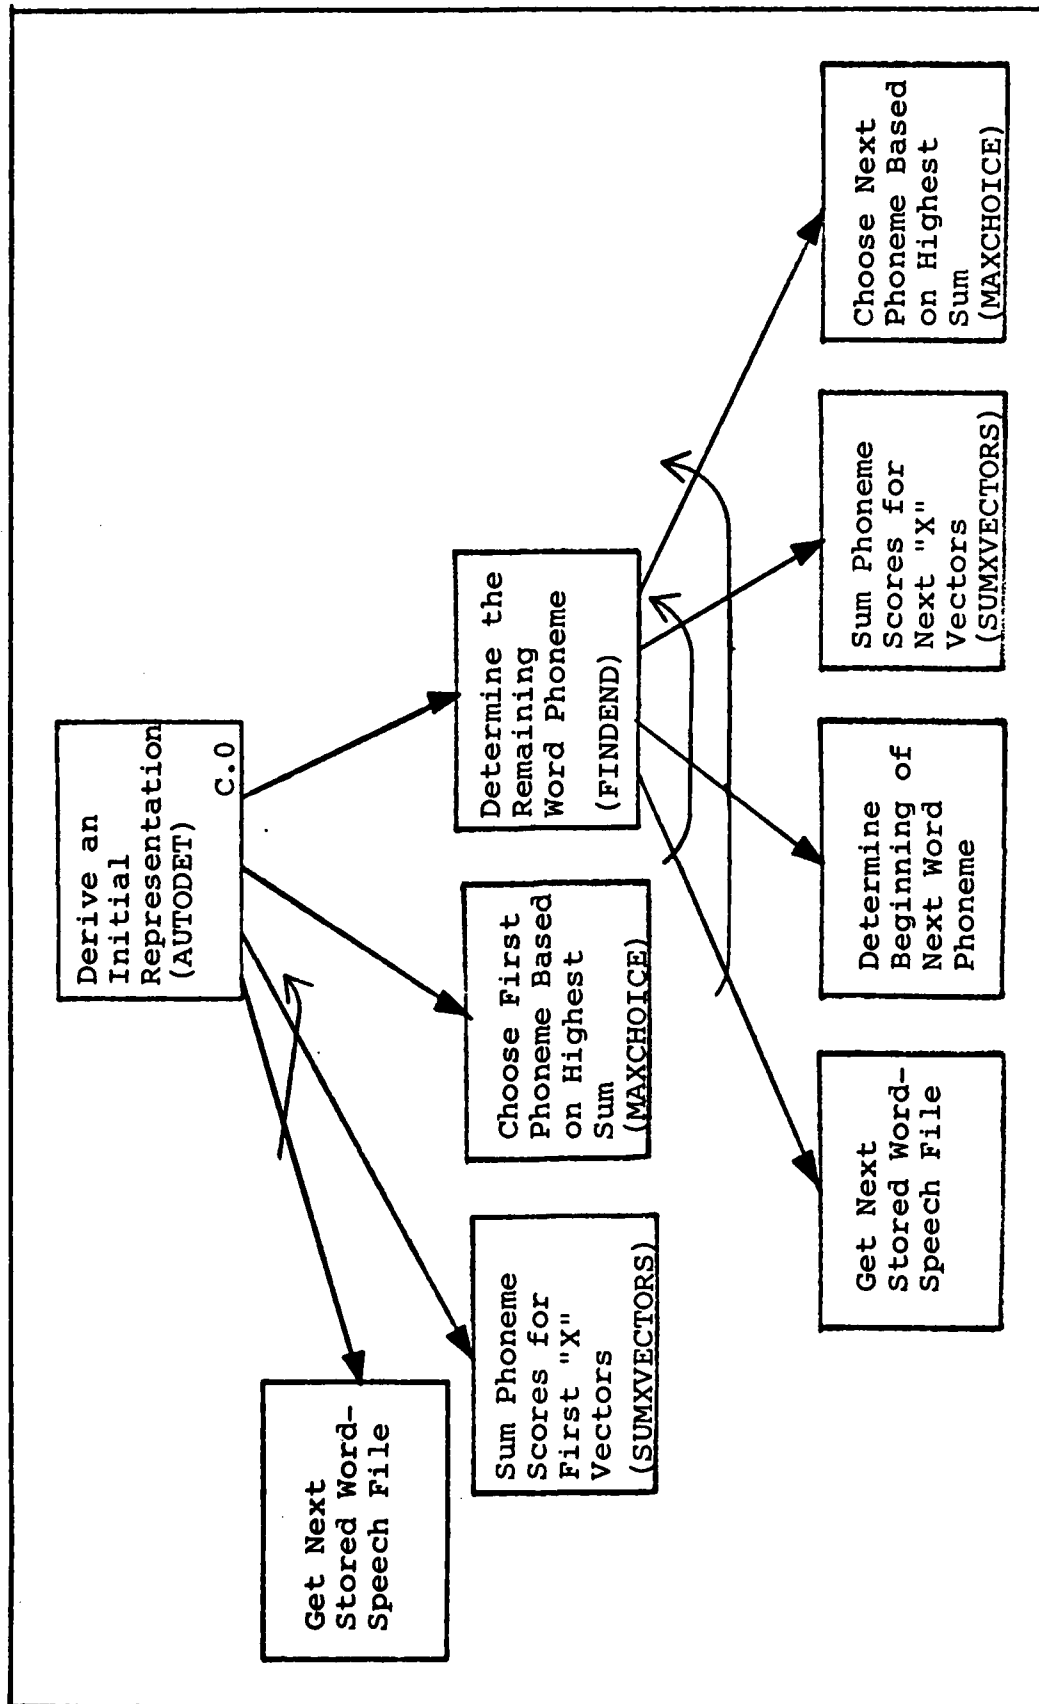 Derive an
Initial
Representation
(AUTODET)
C.0
Get Next
Stored Word-
Speech File
Sum Phoneme
Scores for
First "X"
Vectors
(SUMXVECTORS)
Choose First
Phoneme Based
on Highest
Sum
(MAXCHOICE)
Determine the
Remaining
Word Phoneme
(FINDEND)
Get Next
Stored Word-
Speech File
Determine
Beginning of
Next Word
Phoneme
Sum Phoneme
Scores for
Next "X"
Vectors
(SUMXVECTORS)
Choose Next
Phoneme Based
on Highest
Sum
(MAXCHOICE)